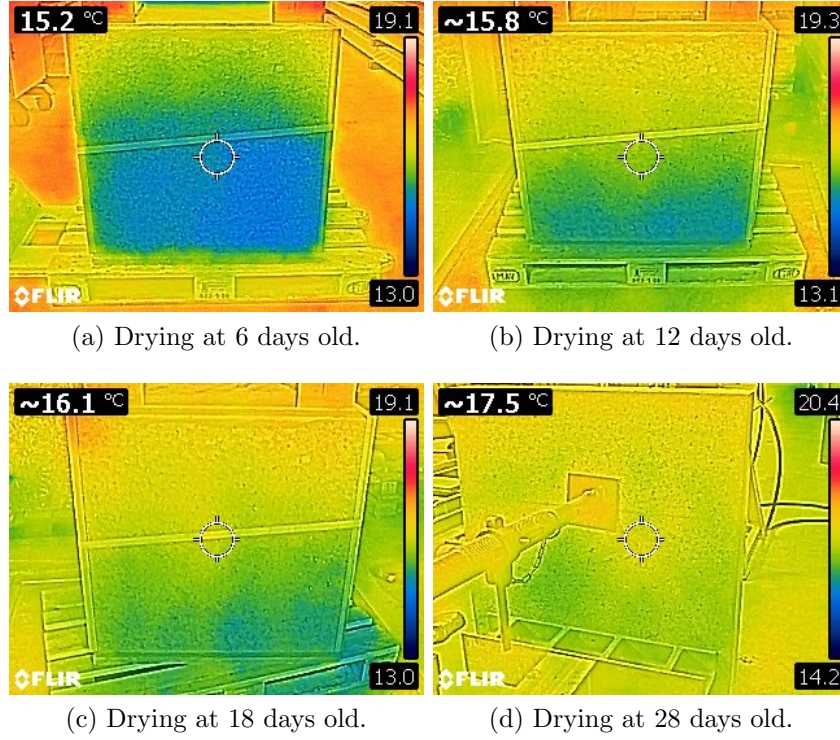 15.2 °C
19.1
13.0
FLIR
(a) Drying at 6 days old.
~15.8 °C
19.3
13.1
FLIR
(b) Drying at 12 days old.
~16.1 °C
19.1
13.0
FLIR
(c) Drying at 18 days old.
~17.5 °C
20.4
14.2
FLIR
(d) Drying at 28 days old.